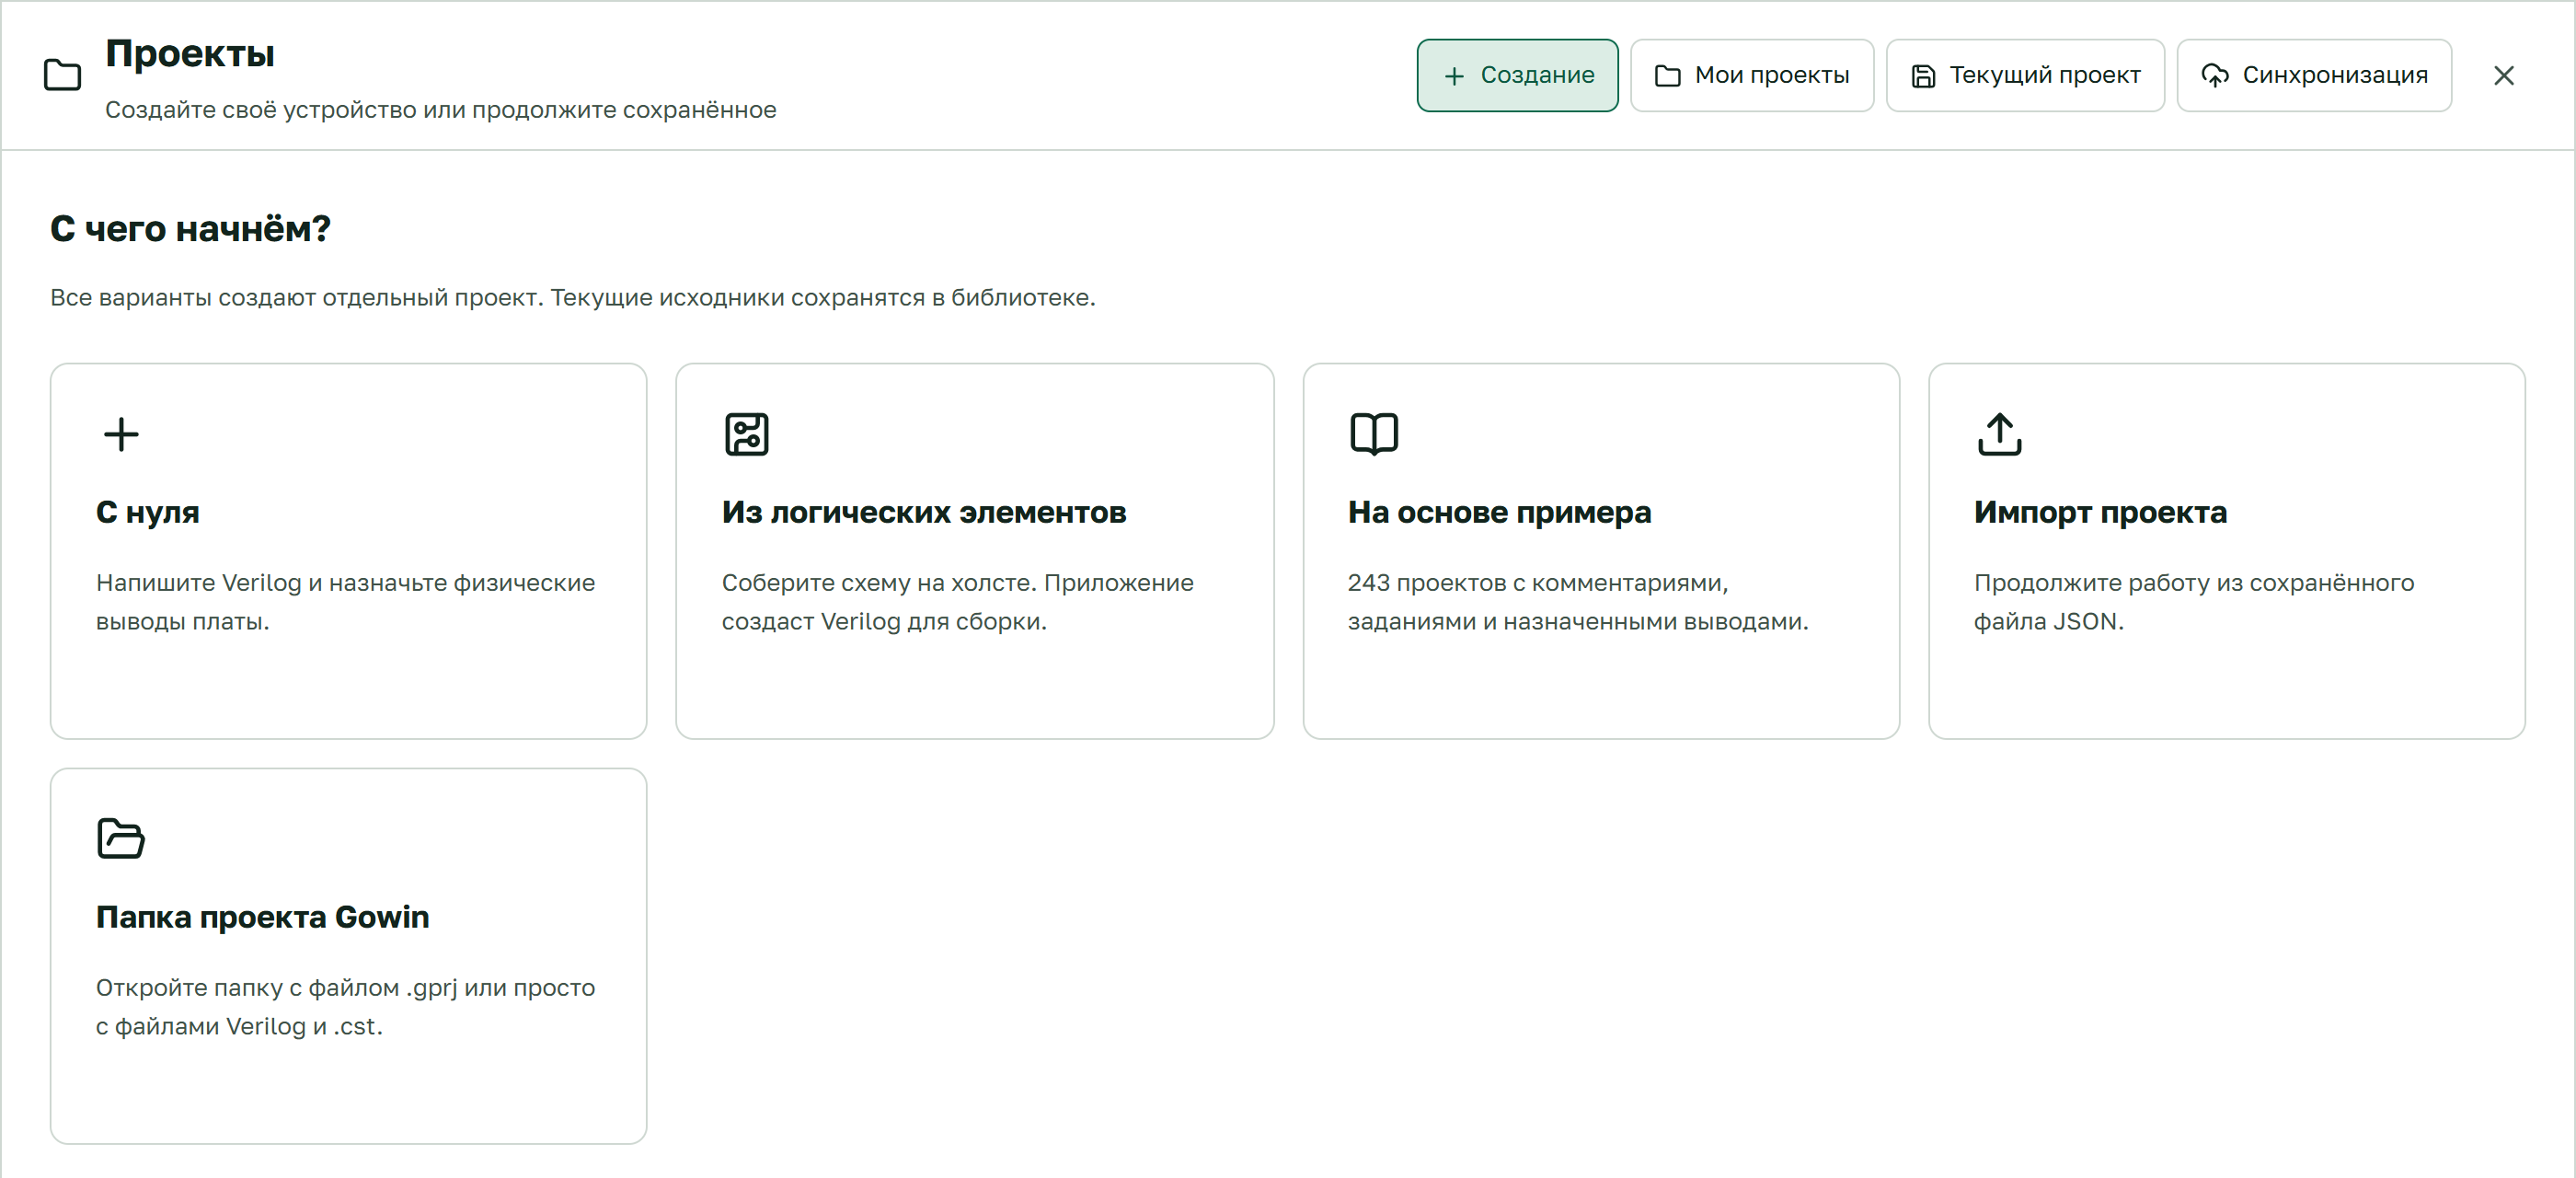 Проекты
Создайте своё устройство или продолжите сохранённое
Создание
Мои проекты
Текущий проект
Синхронизация
С чего начнём?
Все варианты создают отдельный проект. Текущие исходники сохранятся в библиотеке.
С нуля
Напишите Verilog и назначьте физические
выводы платы.
Из логических элементов
Соберите схему на холсте. Приложение
создаст Verilog для сборки.
На основе примера
243 проектов с комментариями,
заданиями и назначенными выводами.
Импорт проекта
Продолжите работу из сохранённого
файла JSON.
Папка проекта Gowin
Откройте папку с файлом .gprj или просто
с файлами Verilog и .cst.